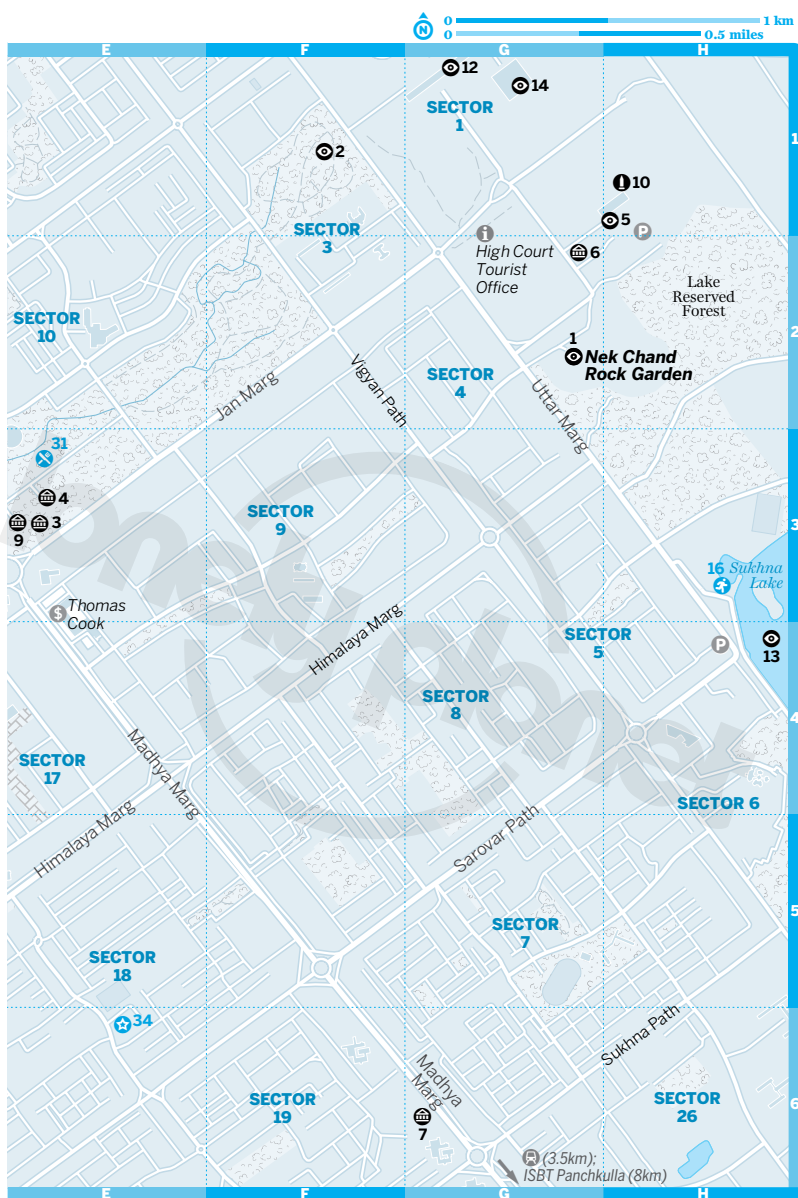 N
0
1 km
0
0.5 miles
E
F
G
H
12
14
SECTOR
1
1
2
10
5
P
SECTOR
3
i
High Court
Tourist
Office
6
Lake
Reserved
Forest
SECTOR
10
2
1
Nek Chand
Rock Garden
Vigyan Path
SECTOR
4
Jan Marg
Uttar Marg
31
4
3
9
SECTOR
9
3
16
Sukhna
Lake
$
Thomas
Cook
Himalaya Marg
SECTOR
5
P
13
lonely planet
SECTOR
8
4
SECTOR
17
Madhya Marg
SECTOR 6
Himalaya Marg
Sarovar Path
5
SECTOR
7
SECTOR
18
34
Sukhna Path
Madhya
Marg
SECTOR
19
7
SECTOR
26
6
(3.5km);
ISBT Panchkulla (8km)
E
F
G
H